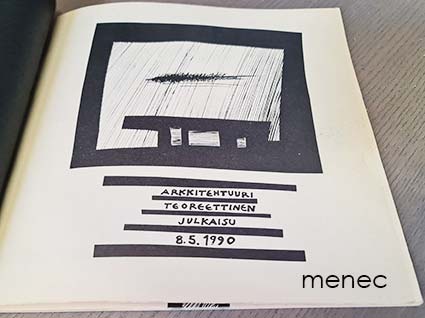 ARKKITEHTUURI
TEOREETTINEN
JULKAISU
8.5.1990
menec